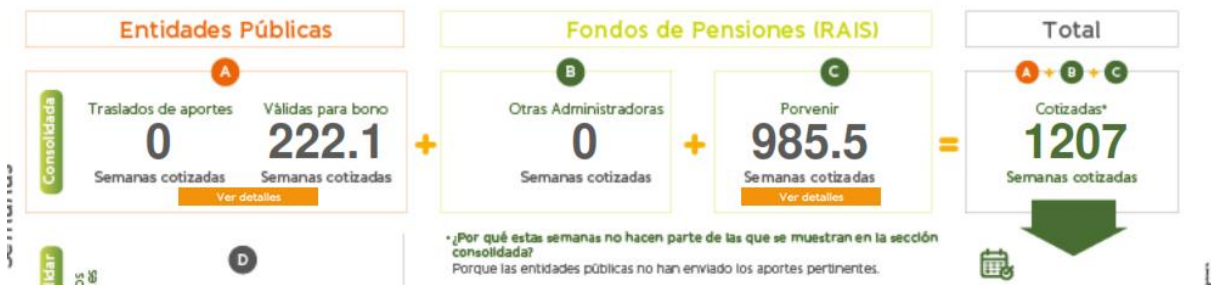 Entidades Públicas
Fondos de Pensiones (RAIS)
Total
A
B
C
A + B + C
Consolidada
Traslados de aportes
0
Semanas cotizadas
Válidas para bono
222.1
Semanas cotizadas
Ver detalles
+
Otras Administradoras
0
Semanas cotizadas
+
Porvenir
985.5
Semanas cotizadas
Ver detalles
=
Cotizadas*
1207
Semanas cotizadas
D
*¿Por qué estas semanas no hacen parte de las que se muestran en la sección
consolidada?
Porque las entidades públicas no han enviado los aportes pertinentes.